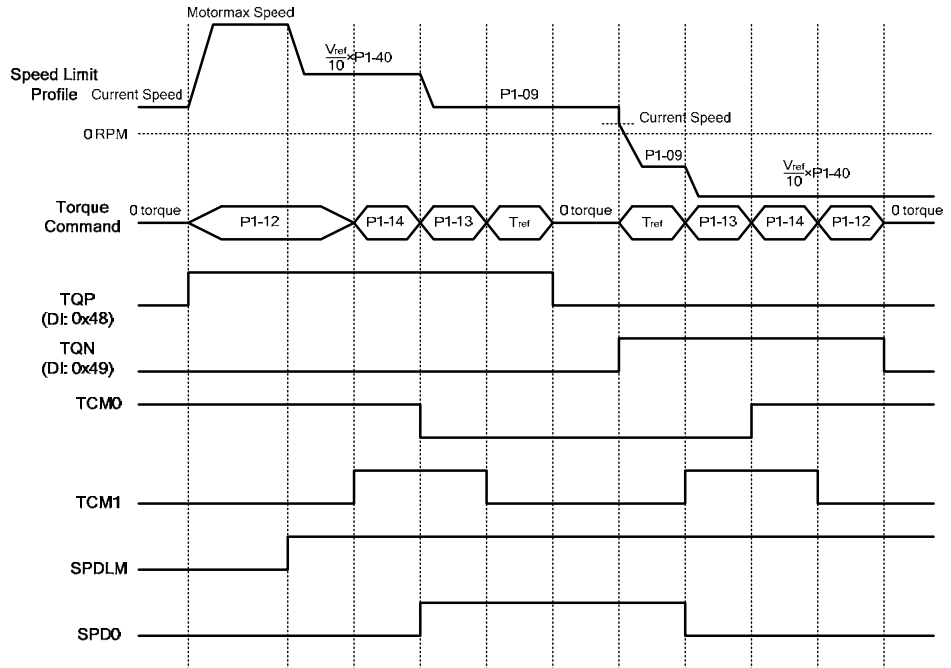 Motormax Speed
Vref/10 ×P1-40
Speed Limit
Profile
Current Speed
P1-09
Current Speed
0 RPM
P1-09
Vref/10 ×P1-40
Torque
Command
0 torque
P1-12
P1-14
P1-13
Tref
0 torque
Tref
P1-13
P1-14
P1-12
0 torque
TQP
(DI: 0x48)
TQN
(DI: 0x49)
TCM0
TCM1
SPDLM
SPD0